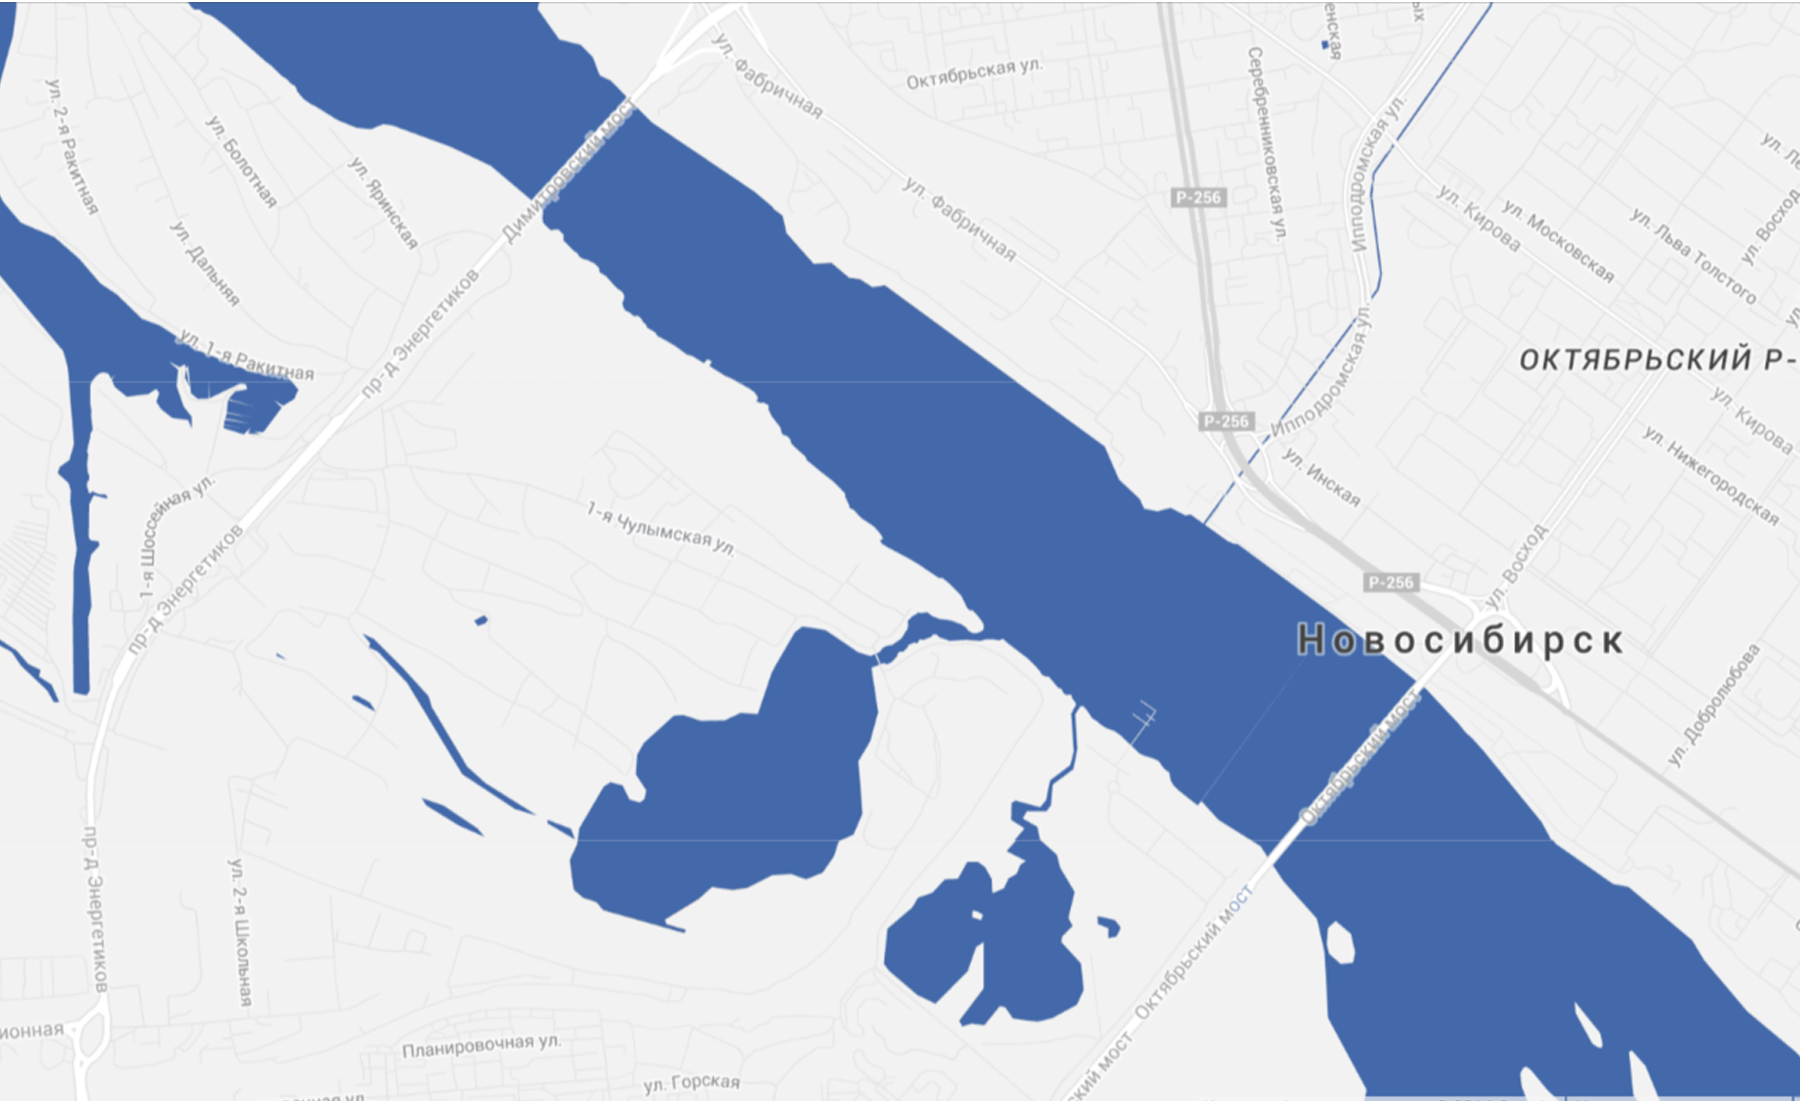 ул. Фабричная
Октябрьская ул.
Серебренниковская ул.
енская
ых
ул. 2-я Ракитная
ул. Болотная
ул. Яринская
Димитровский мост
ул. Фабричная
Р-256
Ипподромская ул.
ул. Кирова
ул. Московская
ул. Льва Толстого
ул. Восход
ул. Дальняя
ул. 1-я Ракитная
пр-д Энергетиков
ОКТЯБРЬСКИЙ Р-
Р-256
Ипподромская ул.
ул. Кирова
ул. Инская
ул. Нижегородская
1-я Шоссейная ул.
1-я Чулымская ул.
пр-д Энергетиков
Р-256
ул. Восход
Новосибирск
ул. Добролюбова
Октябрьский мост
пр-д Энергетиков
ул. 2-я Школьная
Октябрьский мост
ионная
Планировочная ул.
ул. Горская
ский мост